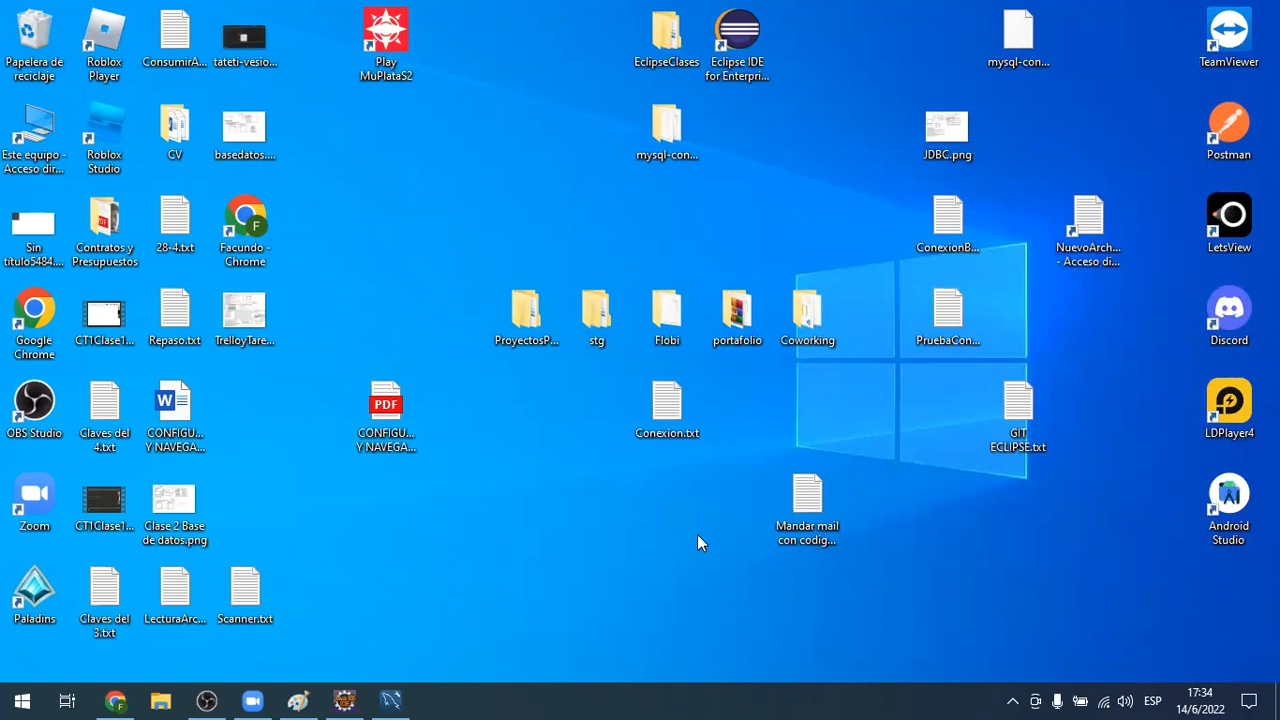 Papelera de
reciclaje
Roblox
Player
ConsumirA...
tateti-vesio...
Play
MuPlataS2
EclipseClases
Eclipse IDE
for Enterpri...
mysql-con...
TeamViewer
Este equipo -
Acceso dir...
Roblox
Studio
CV
basedatos....
mysql-con...
JDBC.png
Postman
Sin
titulo5484....
Contratos y
Presupuestos
28-4.txt
Facundo -
Chrome
ConexionB...
NuevoArch...
- Acceso di...
LetsView
Google
Chrome
CT1Clase1...
Repaso.txt
TrelloyTare...
ProyectosP...
stg
Flobi
portafolio
Coworking
PruebaCon...
Discord
OBS Studio
Claves del
4.txt
CONFIGU...
Y NAVEGA...
PDF
CONFIGU...
Y NAVEGA...
Conexion.txt
GIT
ECLIPSE.txt
LDPlayer4
Zoom
CT1Clase1...
Clase 2 Base
de datos.png
Mandar mail
con codig...
Android
Studio
Paladins
Claves del
3.txt
LecturaArc...
Scanner.txt
ESP
17:34
14/6/2022